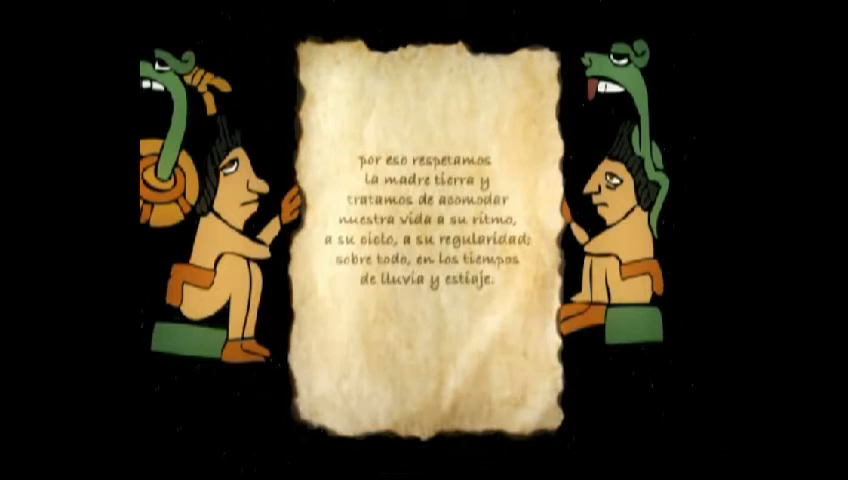 por eso respetamos
la madre tierra y
tratamos de acomodar
nuestra vida a su ritmo,
a su ciclo, a su regularidad;
sobre todo, en los tiempos
de lluvia y estiaje.